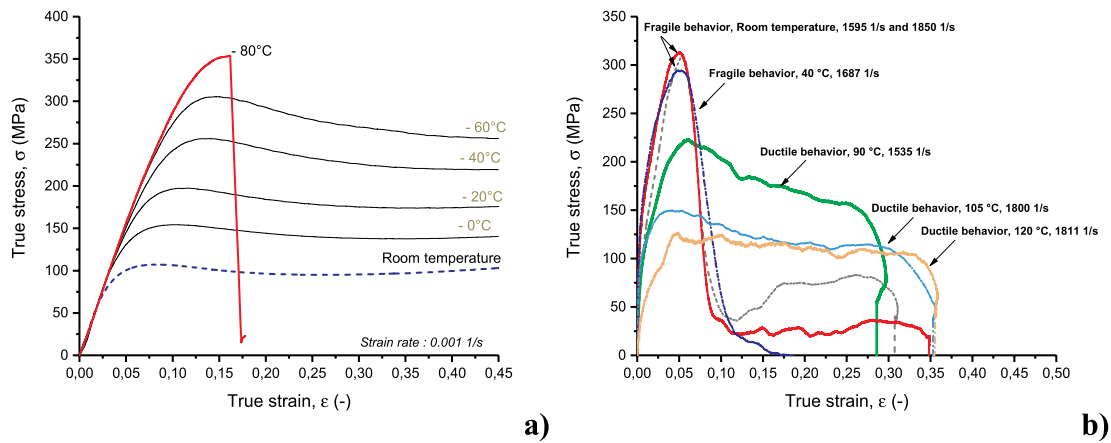 400
350
300
250
200
150
100
50
0
True stress, σ (MPa)
- 80°C
- 60°C
- 40°C
- 20°C
- 0°C
Room temperature
Strain rate : 0.001 1/s
0,00 0,05 0,10 0,15 0,20 0,25 0,30 0,35 0,40 0,45
True strain, ε (-)
a)
350
300
250
200
150
100
50
0
True stress, σ (MPa)
Fragile behavior, Room temperature, 1595 1/s and 1850 1/s
Fragile behavior, 40 °C, 1687 1/s
Ductile behavior, 90 °C, 1535 1/s
Ductile behavior, 105 °C, 1800 1/s
Ductile behavior, 120 °C, 1811 1/s
0,00 0,05 0,10 0,15 0,20 0,25 0,30 0,35 0,40 0,45 0,50
True strain, ε (-)
b)